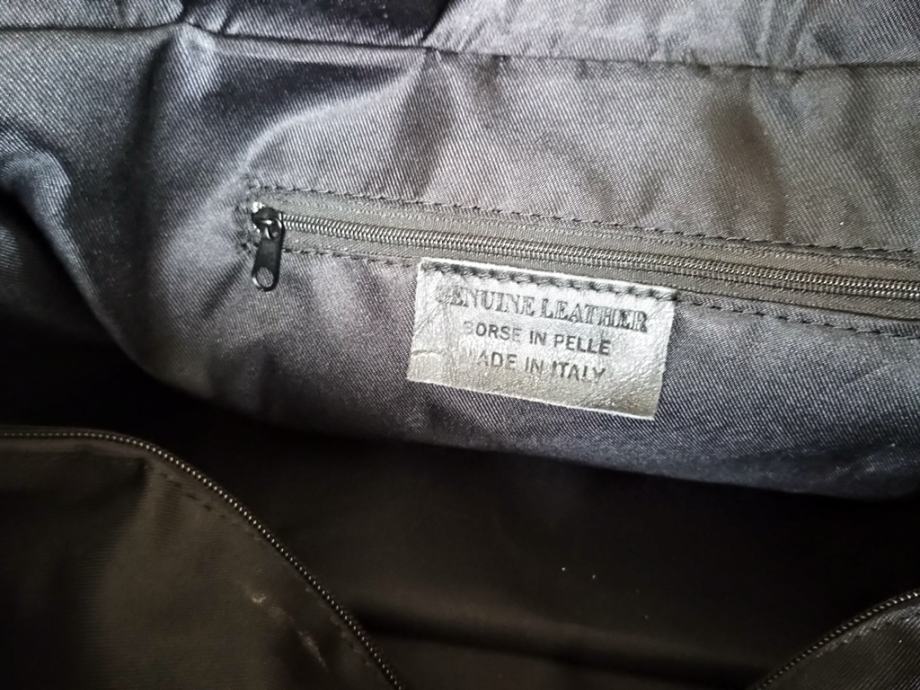 GENUINE LEATHER
BORSE IN PELLE
MADE IN ITALY